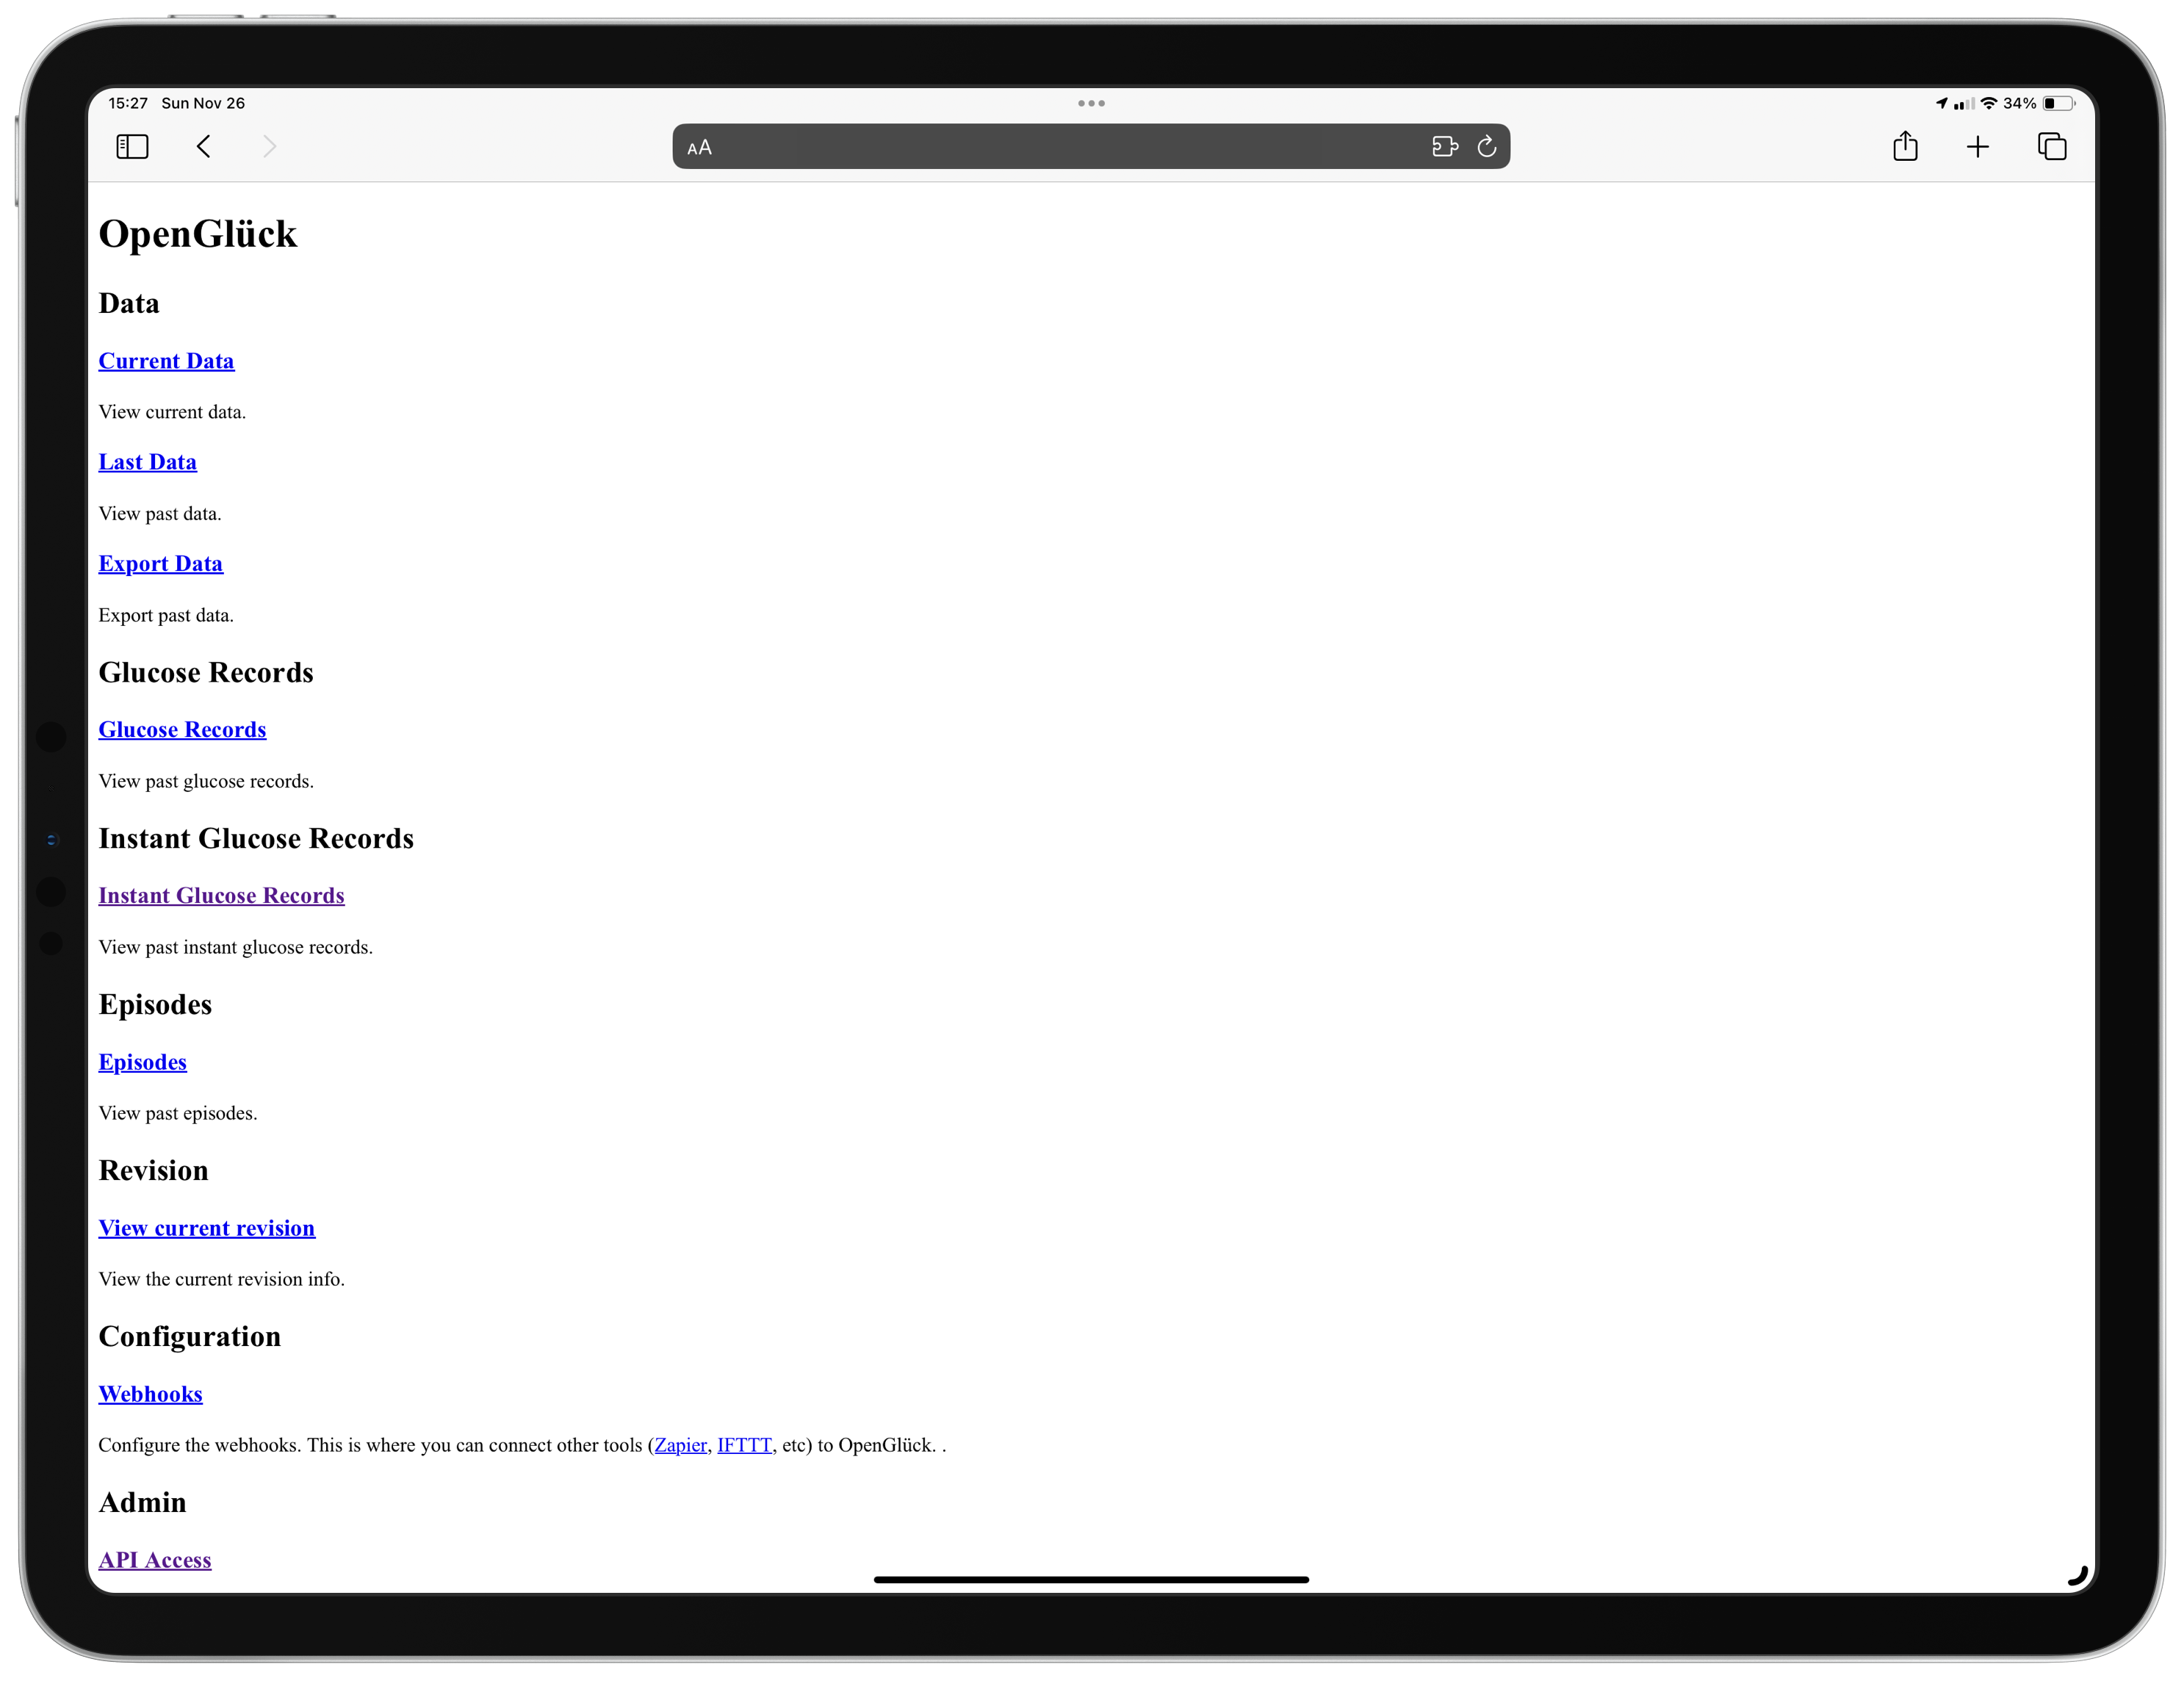 15:27 Sun Nov 26
34%
AA
OpenGlück
Data
Current Data
View current data.
Last Data
View past data.
Export Data
Export past data.
Glucose Records
Glucose Records
View past glucose records.
Instant Glucose Records
Instant Glucose Records
View past instant glucose records.
Episodes
Episodes
View past episodes.
Revision
View current revision
View the current revision info.
Configuration
Webhooks
Configure the webhooks. This is where you can connect other tools (Zapier, IFTTT, etc) to OpenGlück. .
Admin
API Access